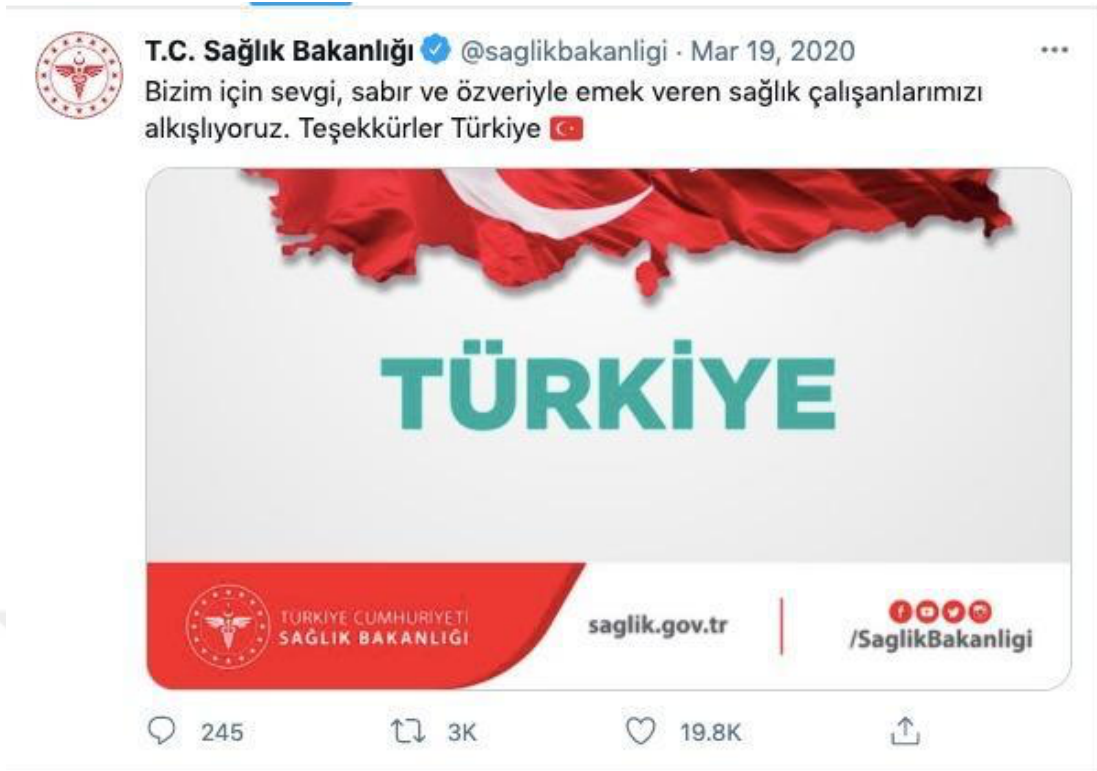 T.C. Sağlık Bakanlığı @saglikbakanligi · Mar 19, 2020
Bizim için sevgi, sabır ve özveriyle emek veren sağlık çalışanlarımızı
alkışlıyoruz. Teşekkürler Türkiye 🇹🇷
TÜRKİYE
TÜRKİYE CUMHURİYETİ
SAĞLIK BAKANLIĞI
saglik.gov.tr
/SaglikBakanligi
245 3K 19.8K